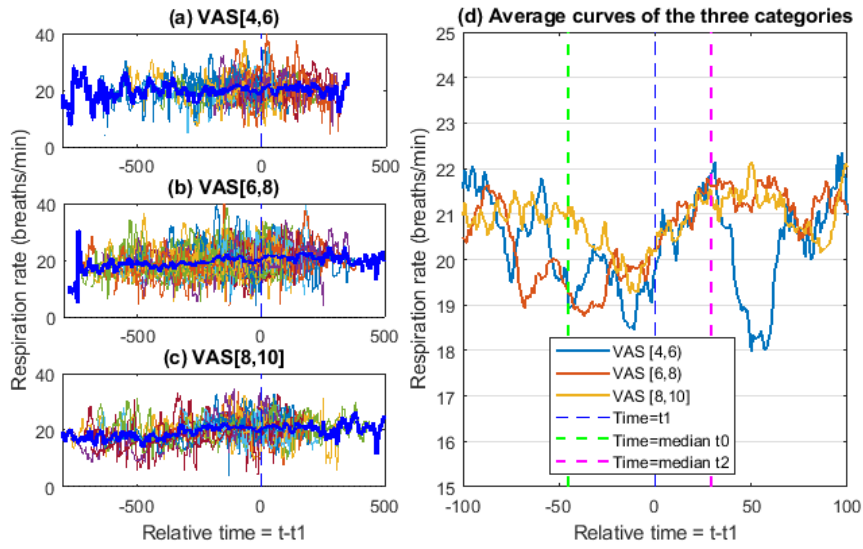 (a) VAS[4,6)
40
20
0
-500
0
500
(b) VAS[6,8)
40
20
0
-500
0
500
(c) VAS[8,10]
40
20
0
-500
0
500
Respiration rate (breaths/min)
Relative time = t-t1
(d) Average curves of the three categories
25
24
23
22
21
20
19
18
17
16
15
Respiration rate (breaths/min)
VAS [4,6)
VAS [6,8)
VAS [8,10]
Time=t1
Time=median t0
Time=median t2
-100
-50
0
50
100
Relative time = t-t1